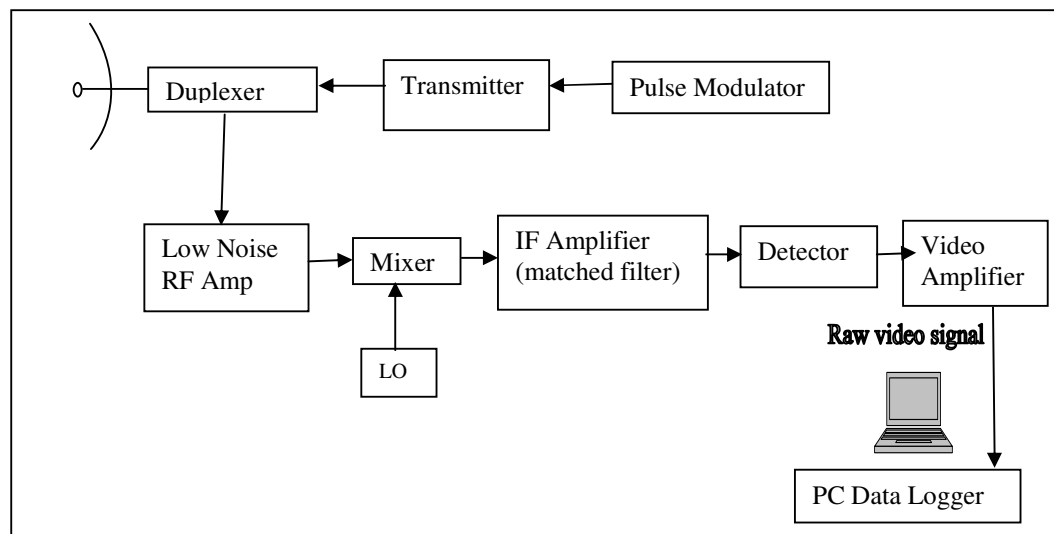 Duplexer
Transmitter
Pulse Modulator
Low Noise
RF Amp
Mixer
IF Amplifier
(matched filter)
Detector
Video
Amplifier
Raw video signal
LO
PC Data Logger